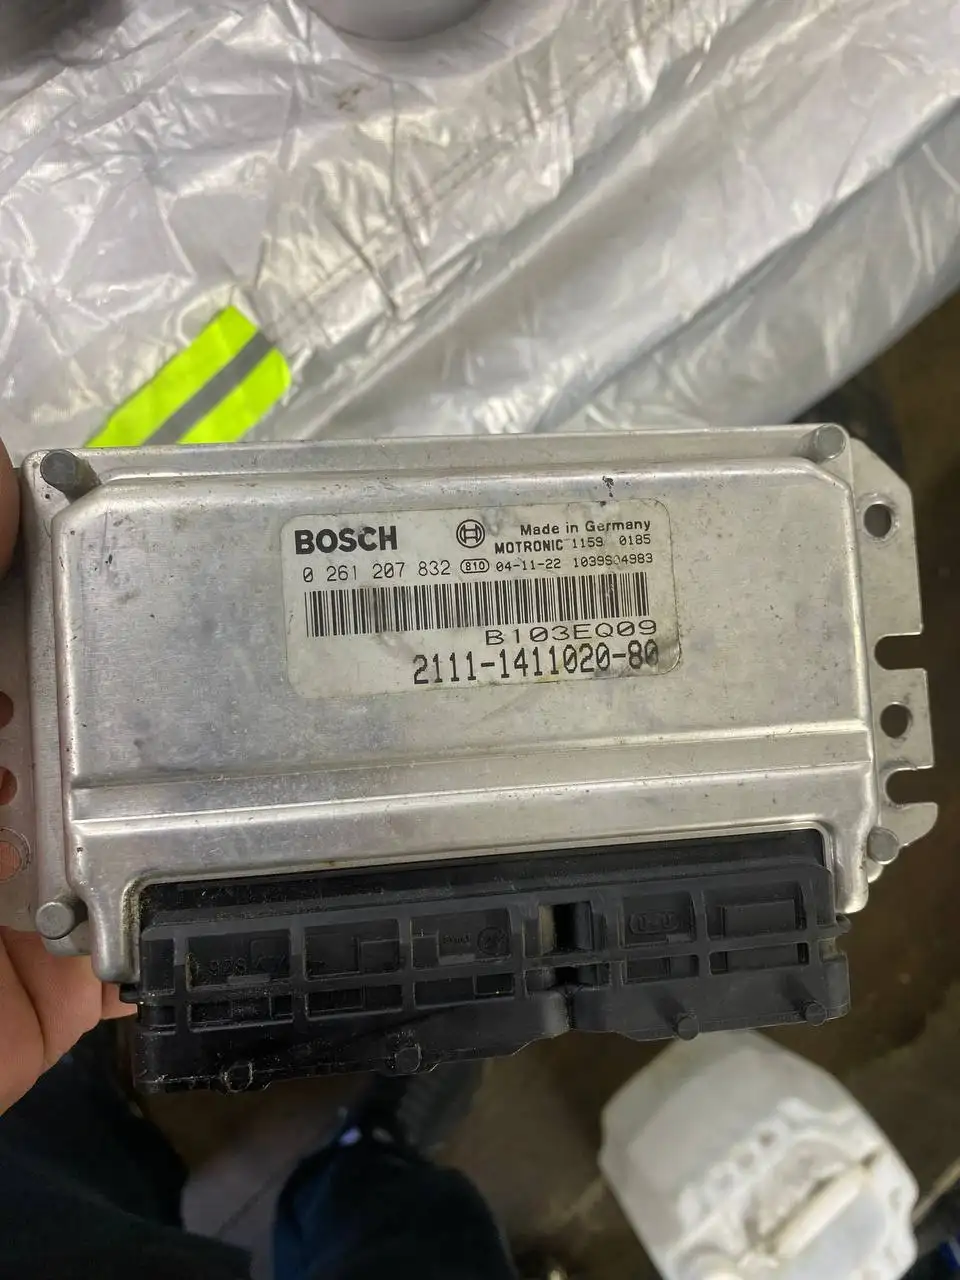 BOSCH Made in Germany
MOTRONIC 1159 0185
0 261 207 832 810 04-11-22 1039S04983
B103EQ09
2111-1411020-80